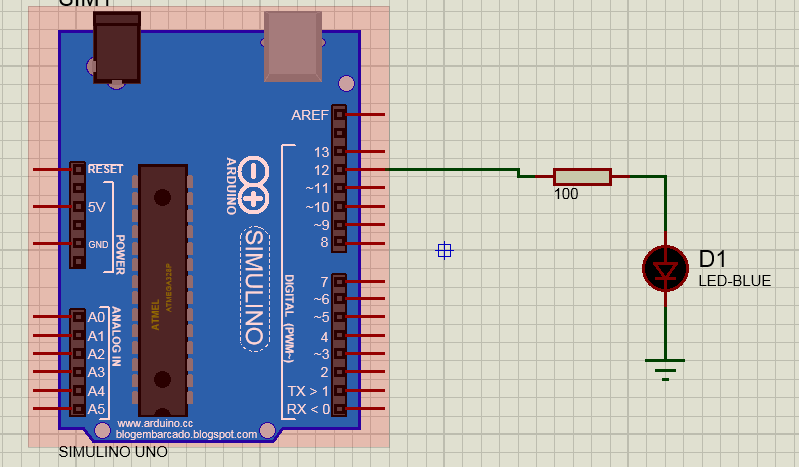 SIM1
AREF
13
12
~11
~10
~9
8
RESET
5V
GND
POWER
ARDUINO
SIMULINO
DIGITAL (PWM~)
7
~6
~5
4
~3
2
TX > 1
RX < 0
ANALOG IN
A0
A1
A2
A3
A4
A5
ATMEL
ATMEGA328P
www.arduino.cc
blogembarcado.blogspot.com
SIMULINO UNO
100
D1
LED-BLUE